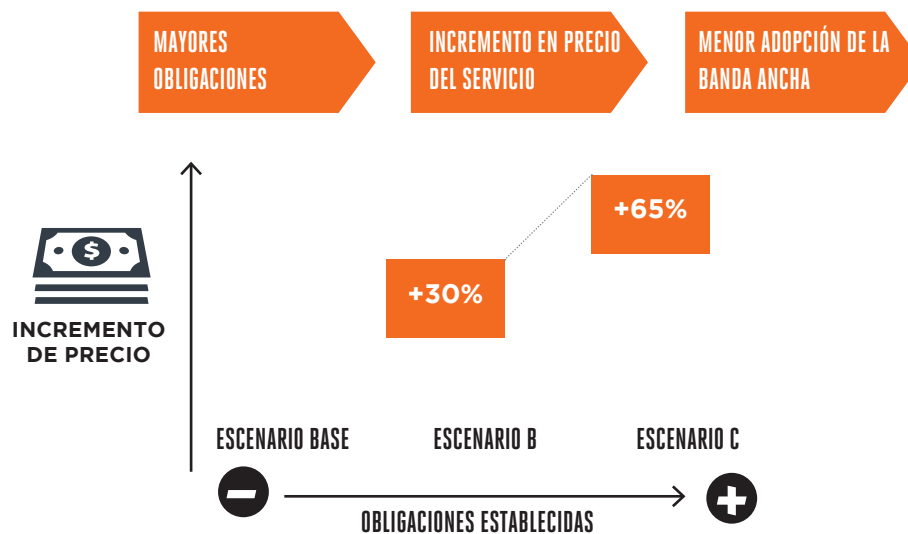 MAYORES
OBLIGACIONES
INCREMENTO EN PRECIO
DEL SERVICIO
MENOR ADOPCIÓN DE LA
BANDA ANCHA
+65%
+30%
$
INCREMENTO
DE PRECIO
ESCENARIO BASE
ESCENARIO B
ESCENARIO C
OBLIGACIONES ESTABLECIDAS